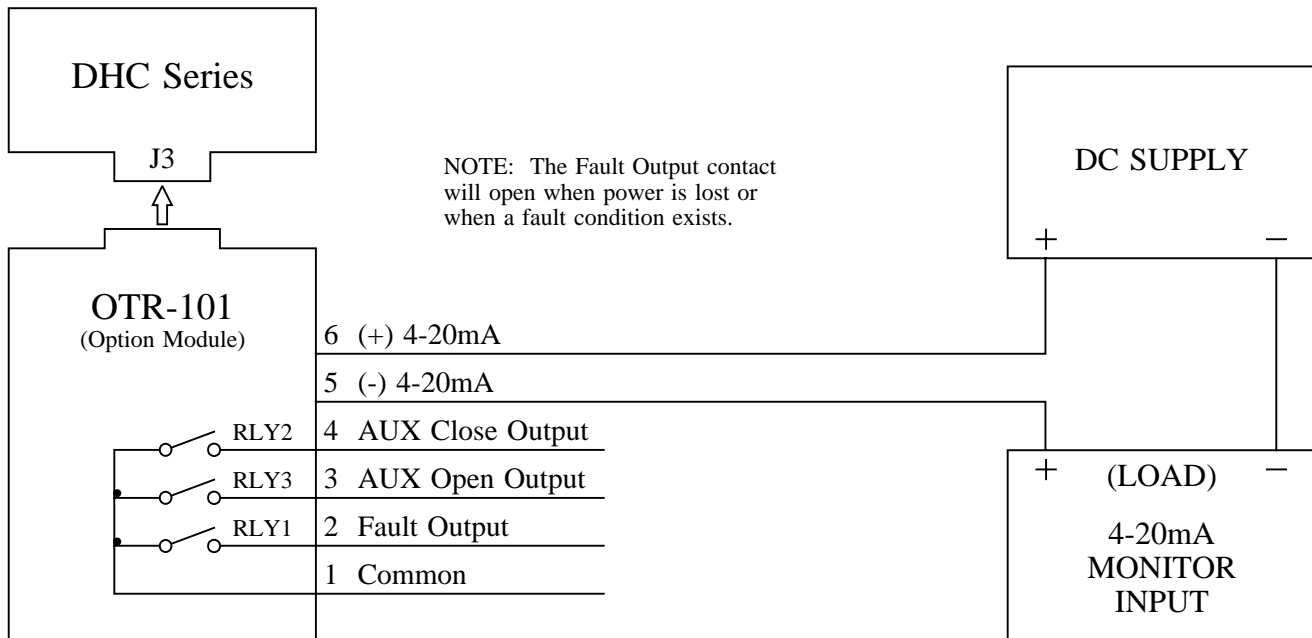 DHC Series
J3
NOTE: The Fault Output contact
will open when power is lost or
when a fault condition exists.
DC SUPPLY
+ −
OTR-101
(Option Module)
6 (+) 4-20mA
5 (-) 4-20mA
RLY2 4 AUX Close Output
RLY3 3 AUX Open Output
RLY1 2 Fault Output
1 Common
+ (LOAD) −
4-20mA
MONITOR
INPUT